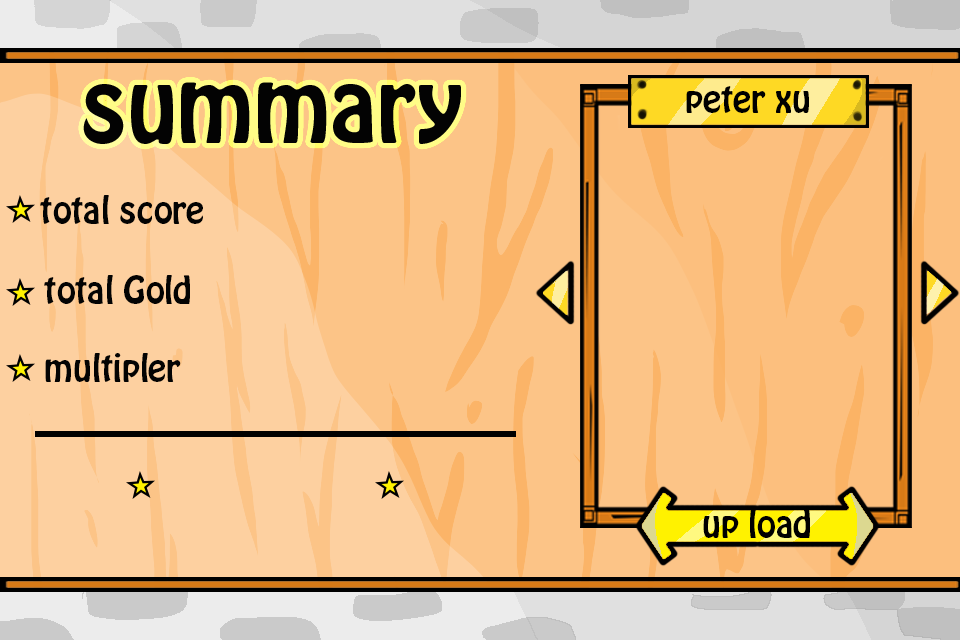 summary
peter xu
total score
total Gold
multipler
up load